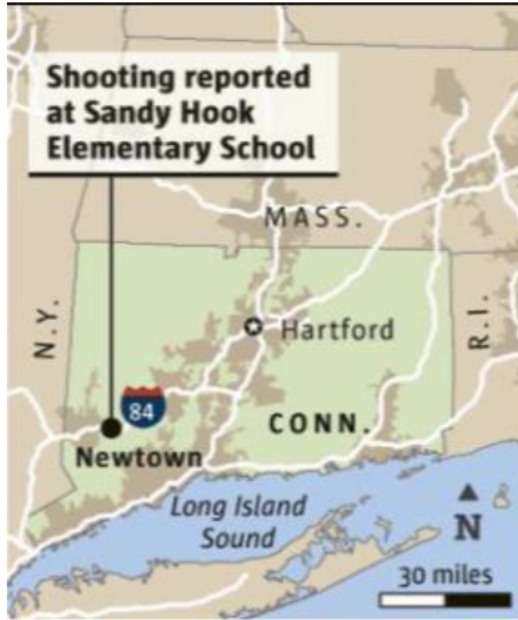 Shooting reported
at Sandy Hook
Elementary School
MASS.
N.Y.
R.I.
Hartford
84
CONN.
Newtown
Long Island
Sound
N
30 miles